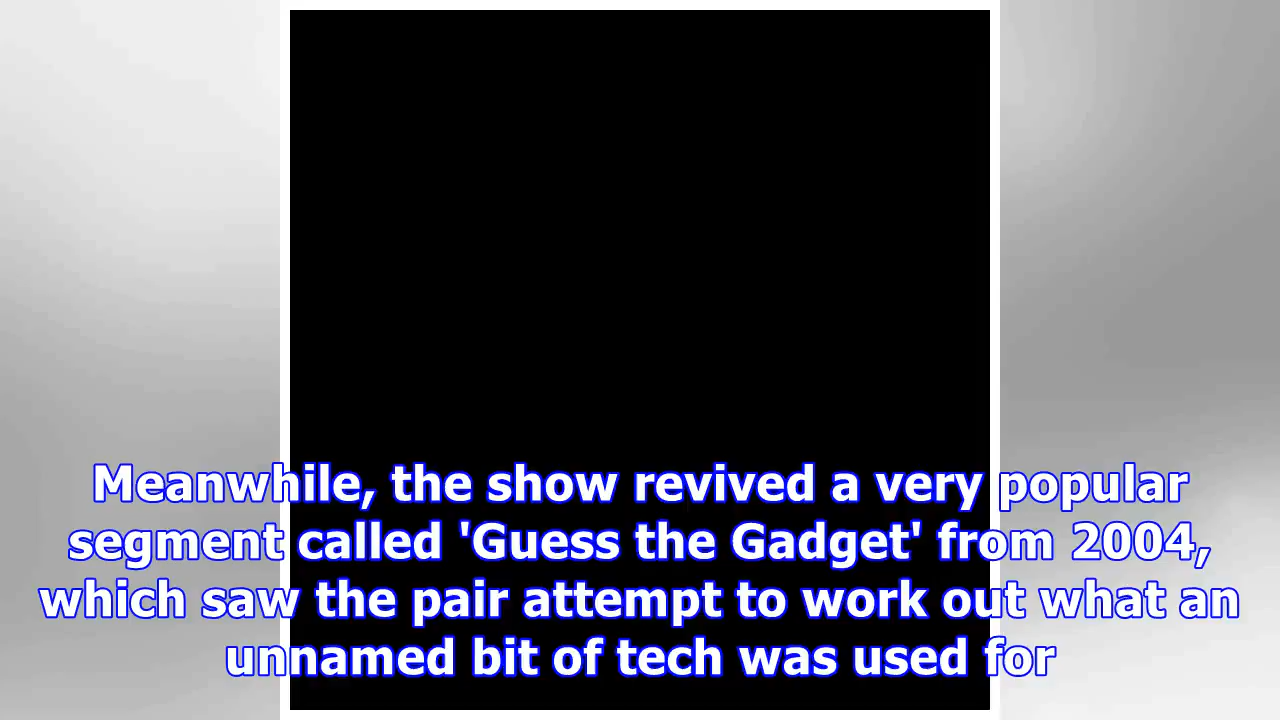 Meanwhile, the show revived a very popular
segment called 'Guess the Gadget' from 2004,
which saw the pair attempt to work out what an
unnamed bit of tech was used for